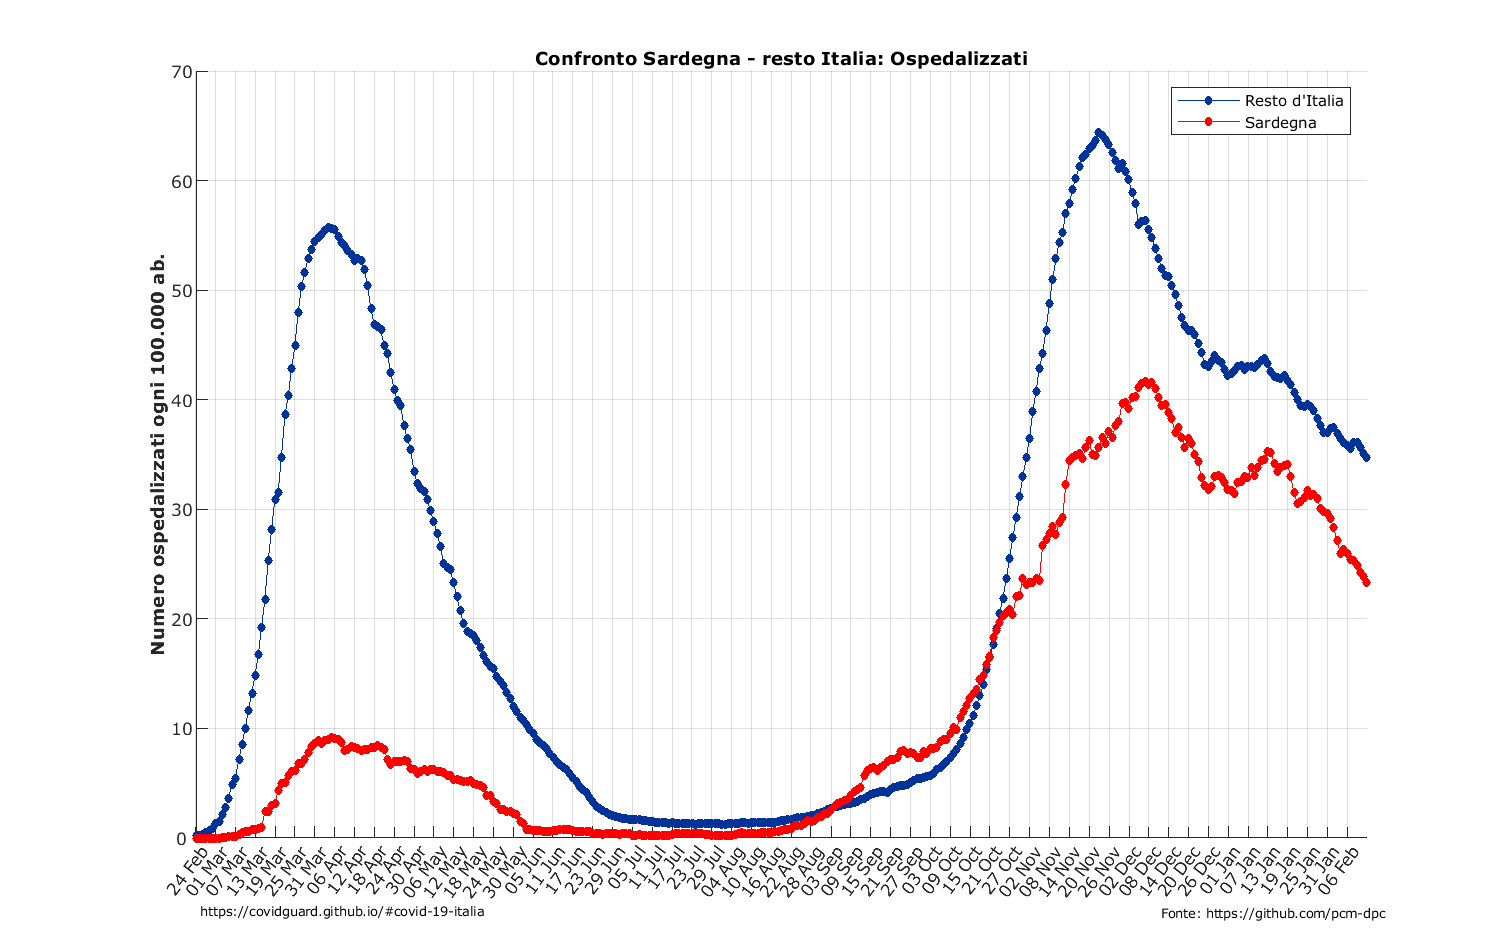 Confronto Sardegna - resto Italia: Ospedalizzati
Numero ospedalizzati ogni 100.000 ab.
70
60
50
40
30
20
10
0
Resto d'Italia
Sardegna
24 Feb
01 Mar
07 Mar
13 Mar
19 Mar
25 Mar
31 Mar
06 Apr
12 Apr
18 Apr
24 Apr
30 Apr
06 May
12 May
18 May
24 May
30 May
05 Jun
11 Jun
17 Jun
23 Jun
29 Jun
05 Jul
11 Jul
17 Jul
23 Jul
29 Jul
04 Aug
10 Aug
16 Aug
22 Aug
28 Aug
03 Sep
09 Sep
15 Sep
21 Sep
27 Sep
03 Oct
09 Oct
15 Oct
21 Oct
27 Oct
02 Nov
08 Nov
14 Nov
20 Nov
26 Nov
02 Dec
08 Dec
14 Dec
20 Dec
26 Dec
01 Jan
07 Jan
13 Jan
19 Jan
25 Jan
31 Jan
06 Feb
https://covidguard.github.io/#covid-19-italia
Fonte: https://github.com/pcm-dpc